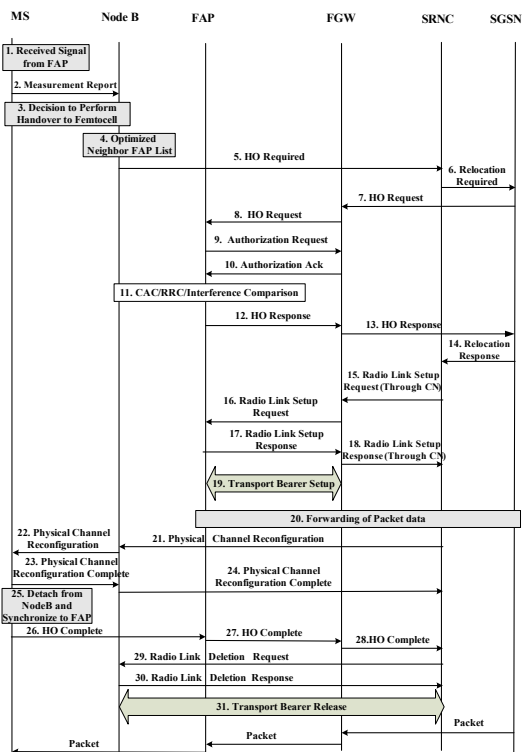 MS Node B FAP FGW SRNC SGSN
1. Received Signal
from FAP
2. Measurement Report
3. Decision to Perform
Handover to Femtocell
4. Optimized
Neighbor FAP List
5. HO Required
6. Relocation
Required
7. HO Request
8. HO Request
9. Authorization Request
10. Authorization Ack
11. CAC/RRC/Interference Comparison
12. HO Response
13. HO Response
14. Relocation
Response
15. Radio Link Setup
Request (Through CN)
16. Radio Link Setup
Request
17. Radio Link Setup
Response
18. Radio Link Setup
Response (Through CN)
19. Transport Bearer Setup
20. Forwarding of Packet data
21. Physical Channel Reconfiguration
22. Physical Channel
Reconfiguration
23. Physical Channel
Reconfiguration Complete
24. Physical Channel
Reconfiguration Complete
25. Detach from
NodeB and
Synchronize to FAP
26. HO Complete
27. HO Complete
28.HO Complete
29. Radio Link Deletion Request
30. Radio Link Deletion Response
31. Transport Bearer Release
Packet
Packet
Packet